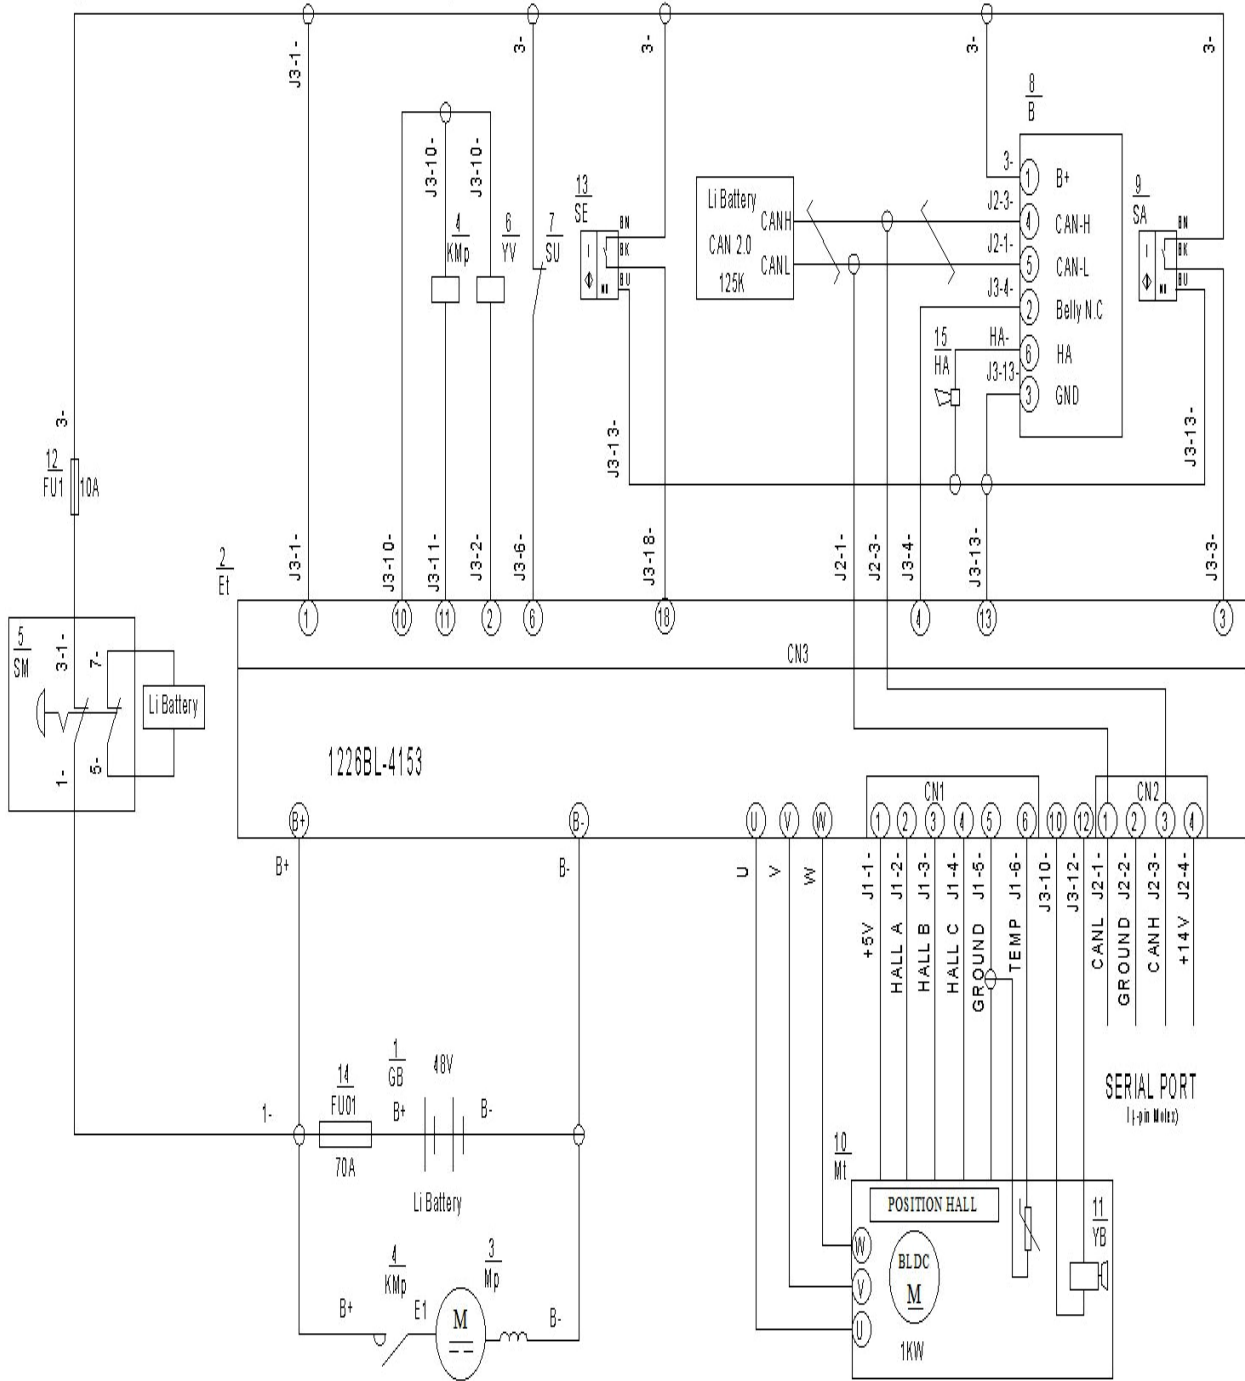 J3-1-
3-
3-
3-
3-
8
B
J3-10-
J3-10-
4
KMp
6
YV
7
SU
13
SE
BN
BK
BU
Li Battery
CAN 2.0
125K
CANH
CANL
3-
1
B+
J2-3-
4
CAN-H
J2-1-
5
CAN-L
J3-4-
2
Belly N.C
HA-
6
HA
J3-13-
3
GND
9
SA
BN
BK
BU
15
HA
3-
12
FU1
10A
J3-13-
J3-13-
2
Et
J3-1-
J3-10-
J3-11-
J3-2-
J3-6-
J3-18-
J2-1-
J2-3-
J3-4-
J3-13-
J3-3-
1
10
11
2
6
18
4
13
3
CN3
5
SM
3-1-
7-
1-
5-
Li Battery
1226BL-4153
B+
B-
U
V
W
CN1
1
2
3
4
5
6
10
12
CN2
1
2
3
4
B+
B-
U
V
W
+5V J1-1-
HALL A J1-2-
HALL B J1-3-
HALL C J1-4-
GROUND J1-5-
TEMP J1-6-
J3-10-
J3-12-
CANL J2-1-
GROUND J2-2-
CANH J2-3-
+14V J2-4-
SERIAL PORT
1-
14
FU01
70A
1
GB
48V
B+
B-
Li Battery
10
Mt
POSITION HALL
BLDC
M
1KW
W
V
U
11
YB
4
KMp
3
Mp
B+
E1
M
B-